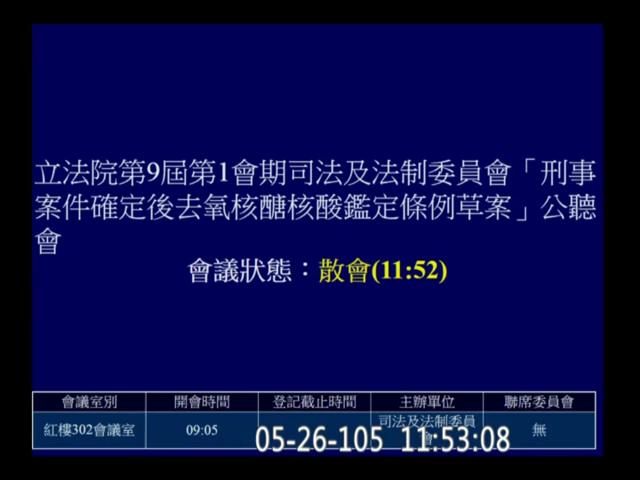 立法院第9屆第1會期司法及法制委員會「刑事
案件確定後去氧核醣核酸鑑定條例草案」公聽
會
會議狀態：散會(11:52)
會議室別 開會時間 登記截止時間 主辦單位 聯席委員會
紅樓302會議室 09:05 司法及法制委員會 無
05-26-105 11:53:08